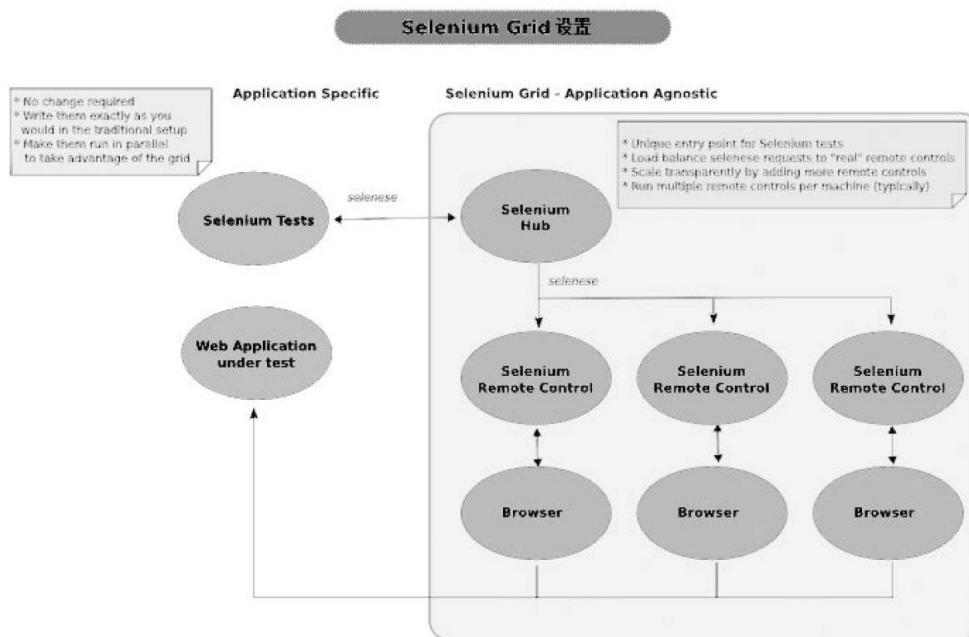 Selenium Grid 设置
Application Specific
Selenium Grid - Application Agnostic
* No change required
* Write them exactly as you
would in the traditional setup
* Make them run in parallel
to take advantage of the grid
* Unique entry point for Selenium tests
* Load balance selenese requests to "real" remote controls
* Scale transparently by adding more remote controls
* Run multiple remote controls per machine (typically)
Selenium Tests
selenese
Selenium
Hub
selenese
Web Application
under test
Selenium
Remote Control
Selenium
Remote Control
Selenium
Remote Control
Browser
Browser
Browser